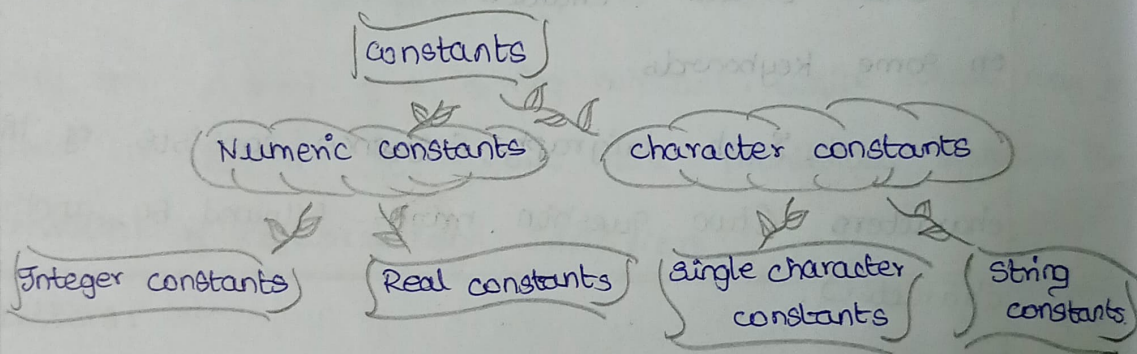 constants
Numeric constants
character constants
Integer constants
Real constants
single character
constants
string
constants.